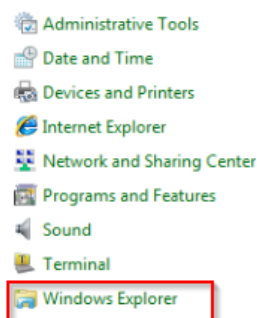 Administrative Tools
Date and Time
Devices and Printers
Internet Explorer
Network and Sharing Center
Programs and Features
Sound
Terminal
Windows Explorer